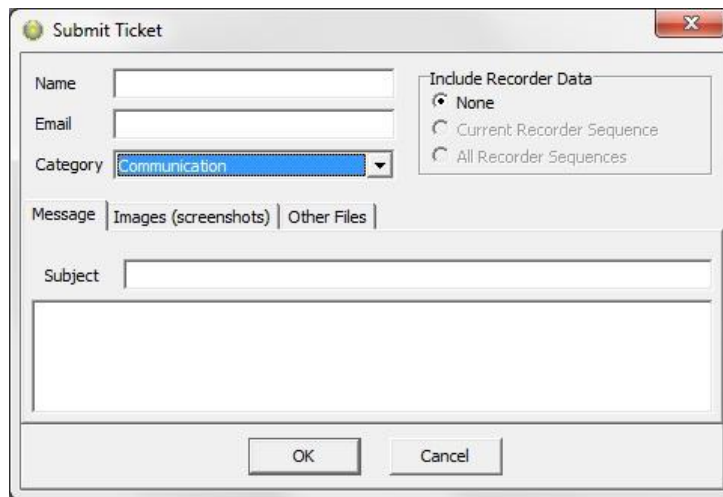 Submit Ticket
Name
Include Recorder Data
None
Email
Current Recorder Sequence
All Recorder Sequences
Category Communication
Message Images (screenshots) Other Files
Subject
OK Cancel